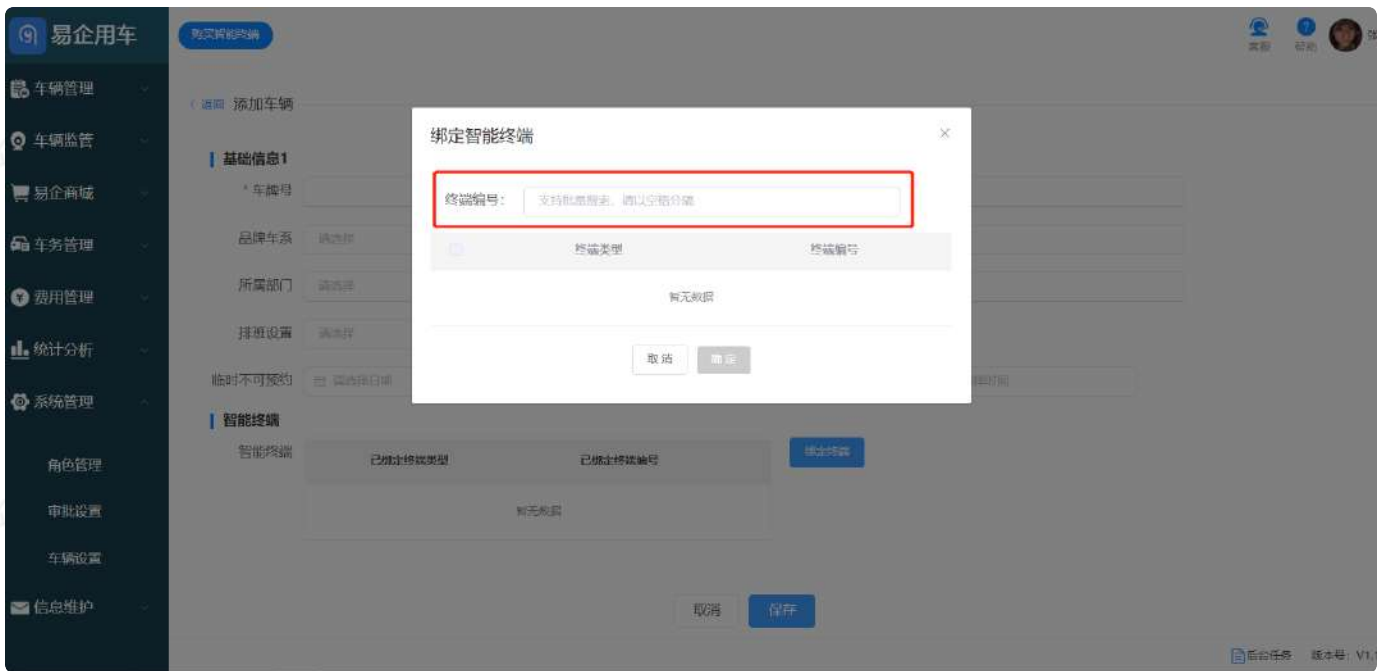 易企用车
购买智能终端
客服
帮助
车辆管理
车辆监管
易企商城
车务管理
费用管理
统计分析
系统管理
角色管理
审批设置
车辆设置
信息维护
返回 添加车辆
基础信息1
* 车牌号
品牌车系 请选择
所属部门 请选择
排班设置 请选择
临时不可预约 请选择日期
绑定智能终端
终端编号: 支持批量搜索,请以空格分隔
终端类型 终端编号
暂无数据
取消 确定
智能终端
智能终端 已绑定终端类型 已绑定终端编号 绑定终端
暂无数据
取消 保存
后台任务 版本号: V1.